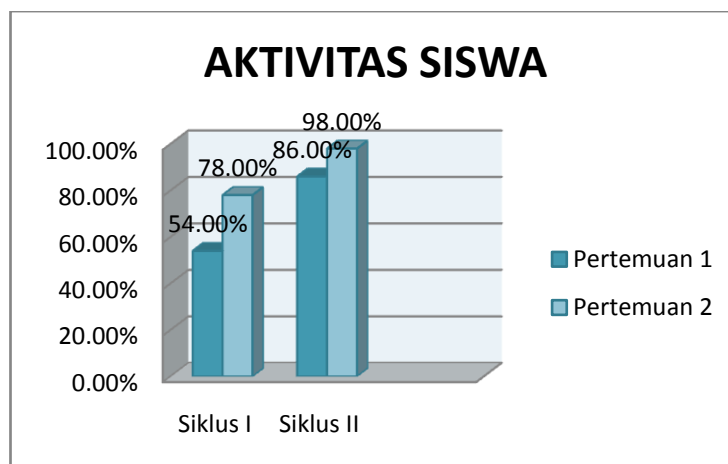 AKTIVITAS SISWA
100.00%
80.00%
60.00%
40.00%
20.00%
0.00%
54.00%
78.00%
86.00%
98.00%
Siklus I
Siklus II
Pertemuan 1
Pertemuan 2